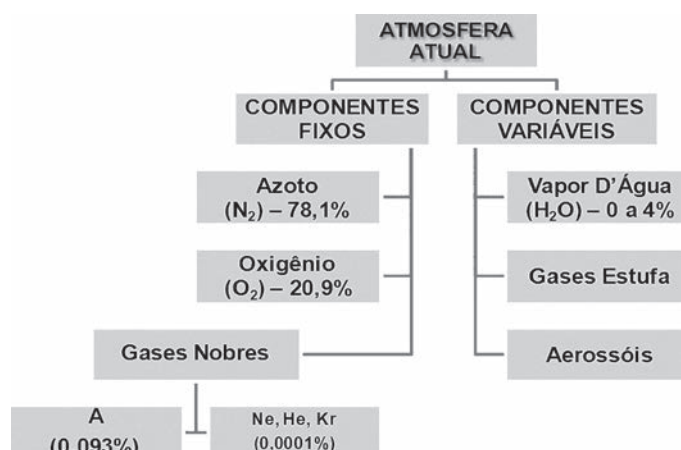 ATMOSFERA
ATUAL
COMPONENTES
FIXOS
COMPONENTES
VARIÁVEIS
Azoto
(N₂) – 78,1%
Vapor D'Água
(H₂O) – 0 a 4%
Oxigênio
(O₂) – 20,9%
Gases Estufa
Gases Nobres
Aerossóis
A
(0,093%)
Ne, He, Kr
(0,0001%)